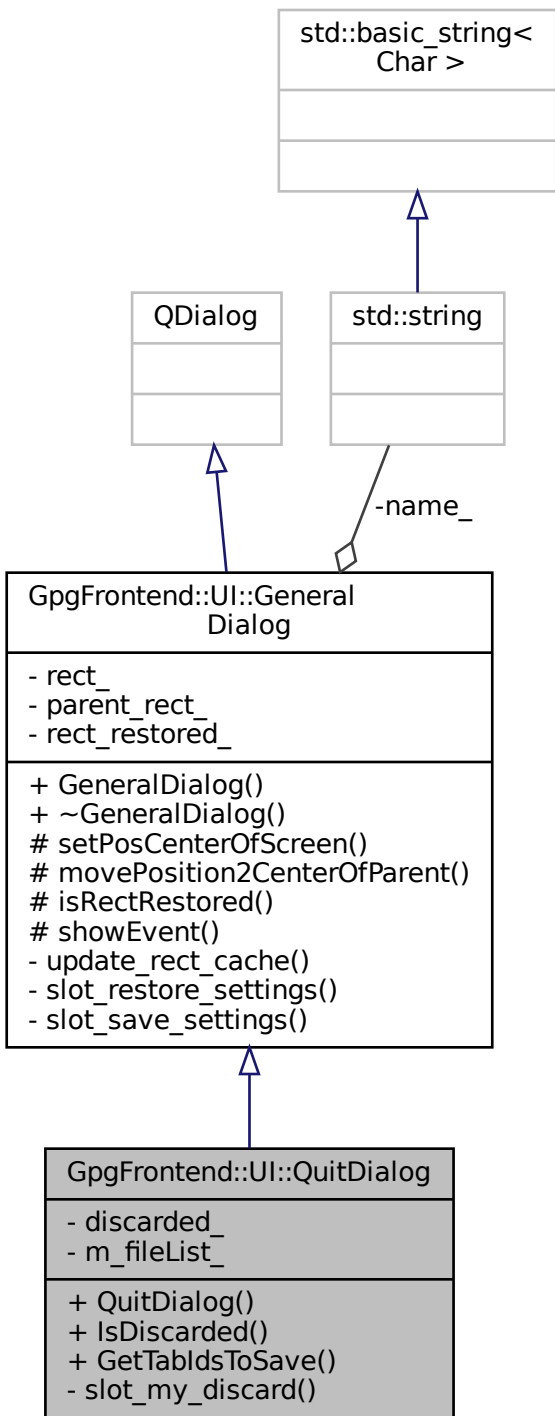 std::basic_string<
Char >
QDialog
std::string
-name_
GpgFrontend::UI::General
Dialog
- rect_
- parent_rect_
- rect_restored_
+ GeneralDialog()
+ ~GeneralDialog()
# setPosCenterOfScreen()
# movePosition2CenterOfParent()
# isRectRestored()
# showEvent()
- update_rect_cache()
- slot_restore_settings()
- slot_save_settings()
GpgFrontend::UI::QuitDialog
- discarded_
- m_fileList_
+ QuitDialog()
+ IsDiscarded()
+ GetTabIdsToSave()
- slot_my_discard()